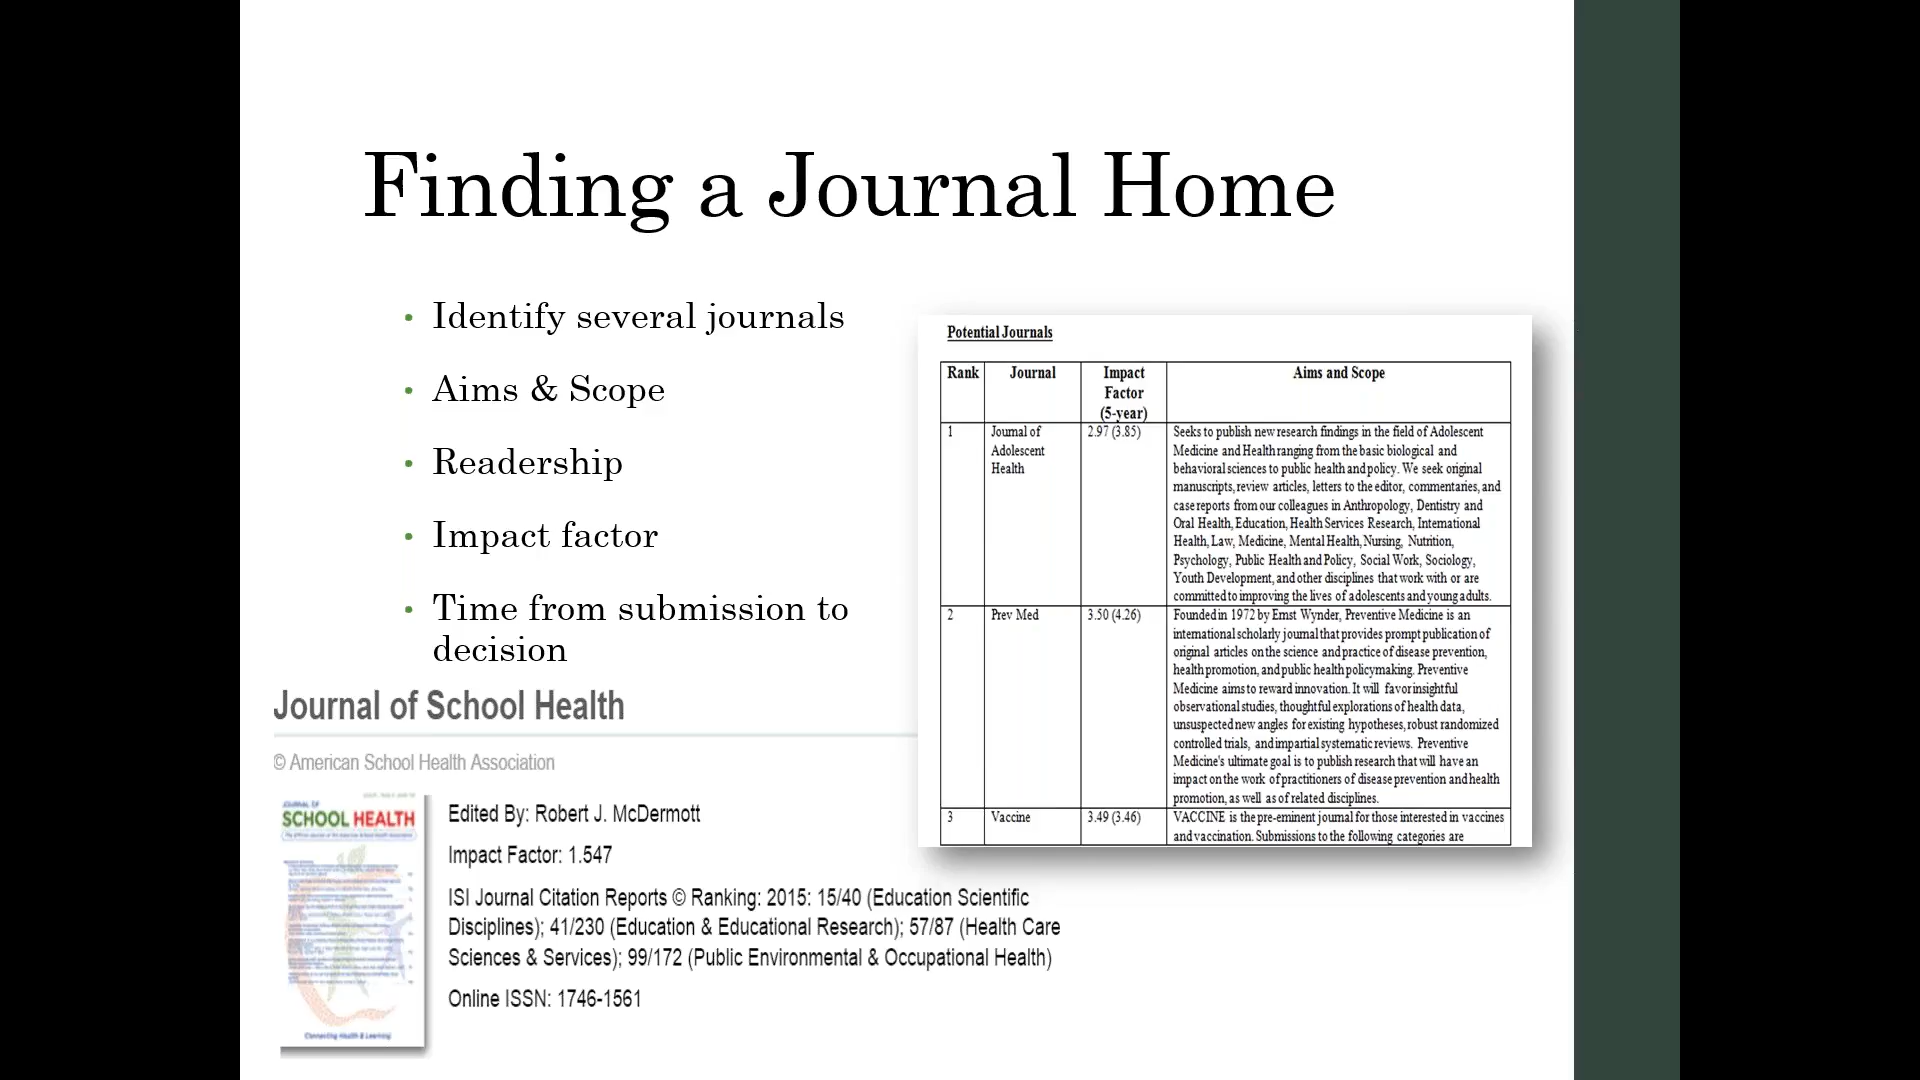 Finding a Journal Home
• Identify several journals
• Aims & Scope
• Readership
• Impact factor
• Time from submission to
decision
Potential Journals
Rank Journal Impact Factor (5-year) Aims and Scope
1 Journal of Adolescent Health 2.97 (3.85)
Seeks to publish new research findings in the field of Adolescent
Medicine and Health ranging from the basic biological and
behavioral sciences to public health and policy. We seek original
manuscripts, review articles, letters to the editor, commentaries, and
case reports from our colleagues in Anthropology, Dentistry and
Oral Health, Education, Health Services Research, International
Health, Law, Medicine, Mental Health, Nursing, Nutrition,
Psychology, Public Health and Policy, Social Work, Sociology,
Youth Development, and other disciplines that work with or are
committed to improving the lives of adolescents and young adults.
2 Prev Med 3.50 (4.26)
Founded in 1972 by Ernst Wynder, Preventive Medicine is an
international scholarly journal that provides prompt publication of
original articles on the science and practice of disease prevention,
health promotion, and public health policymaking. Preventive
Medicine aims to reward innovation. It will favor insightful
observational studies, thoughtful explorations of health data,
unsuspected new angles for existing hypotheses, robust randomized
controlled trials, and impartial systematic reviews. Preventive
Medicine's ultimate goal is to publish research that will have an
impact on the work of practitioners of disease prevention and health
promotion, as well as of related disciplines.
3 Vaccine 3.49 (3.46)
VACCINE is the pre-eminent journal for those interested in vaccines
and vaccination. Submissions to the following categories are
Journal of School Health
© American School Health Association
JOURNAL OF
SCHOOL HEALTH
Connecting Health & Learning
Edited By: Robert J. McDermott
Impact Factor: 1.547
ISI Journal Citation Reports © Ranking: 2015: 15/40 (Education Scientific
Disciplines); 41/230 (Education & Educational Research); 57/87 (Health Care
Sciences & Services); 99/172 (Public Environmental & Occupational Health)
Online ISSN: 1746-1561